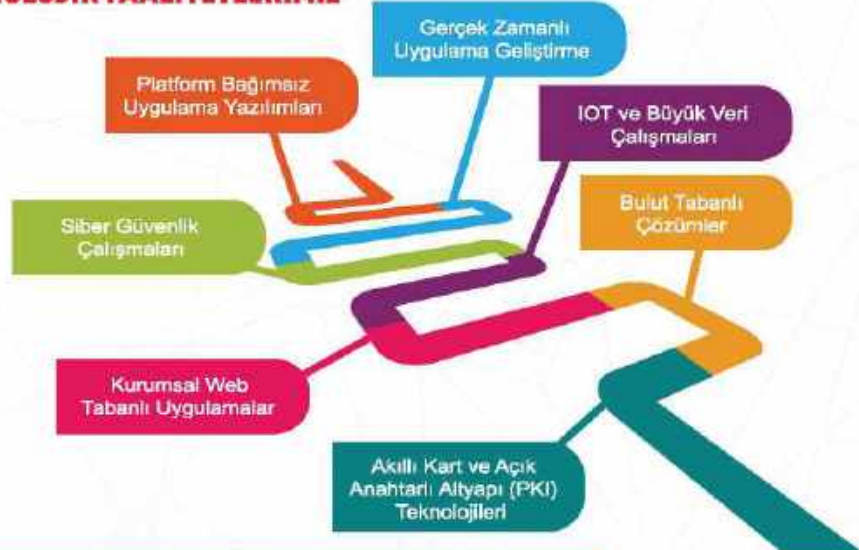 Gerçek Zamanlı
Uygulama Geliştirme
Platform Bağımsız
Uygulama Yazılımları
IOT ve Büyük Veri
Çalışmaları
Bulut Tabanlı
Çözümler
Siber Güvenlik
Çalışmaları
Kurumsal Web
Tabanlı Uygulamalar
Akıllı Kart ve Açık
Anahtarlı Altyapı (PKI)
Teknolojileri